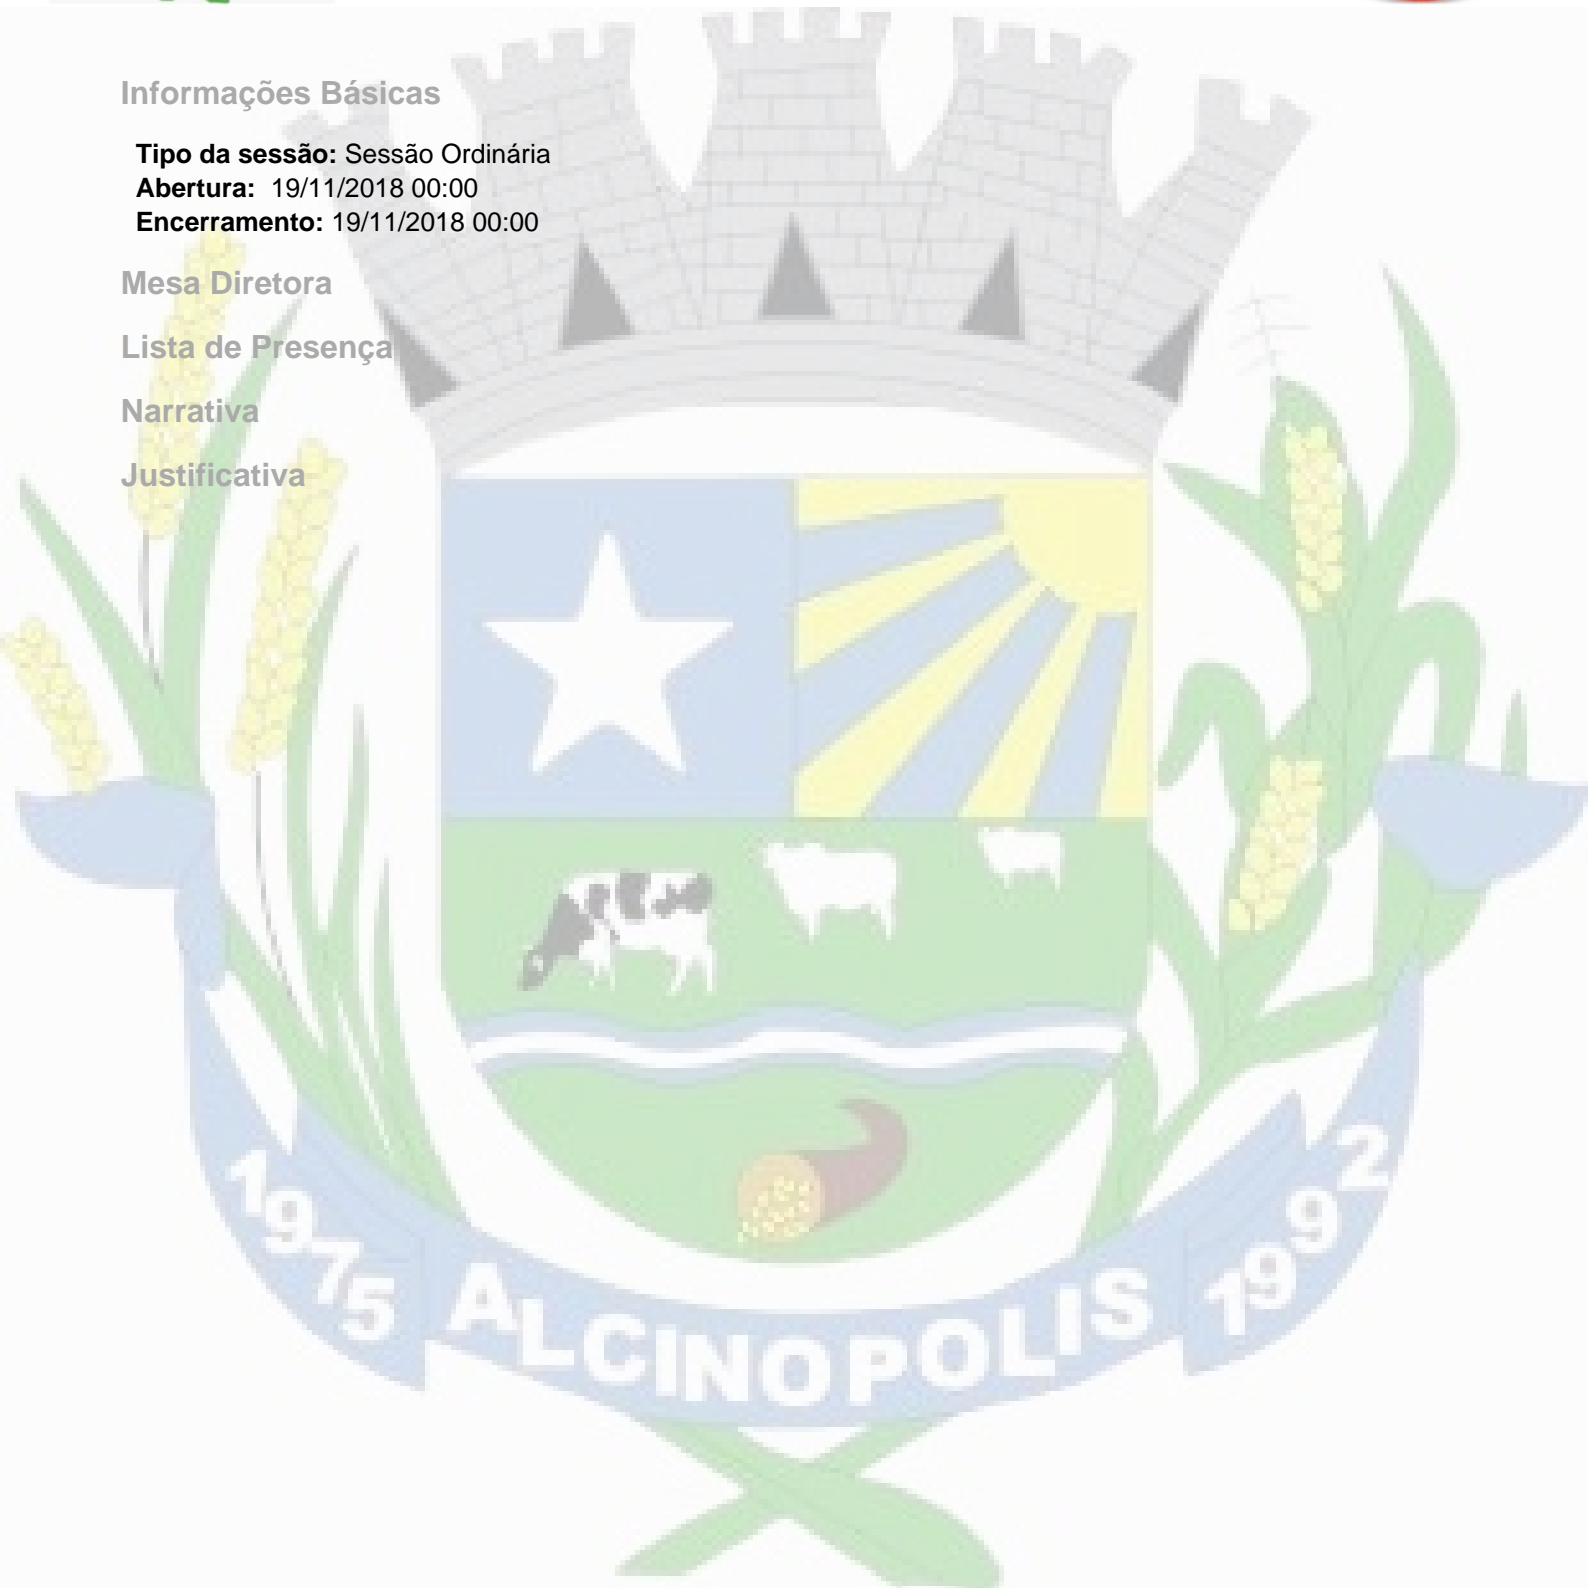 Informações Básicas
Tipo da sessão: Sessão Ordinária
Abertura: 19/11/2018 00:00
Encerramento: 19/11/2018 00:00
Mesa Diretora
Lista de Presença
Narrativa
Justificativa
1975 ALCINOPOLIS 1992